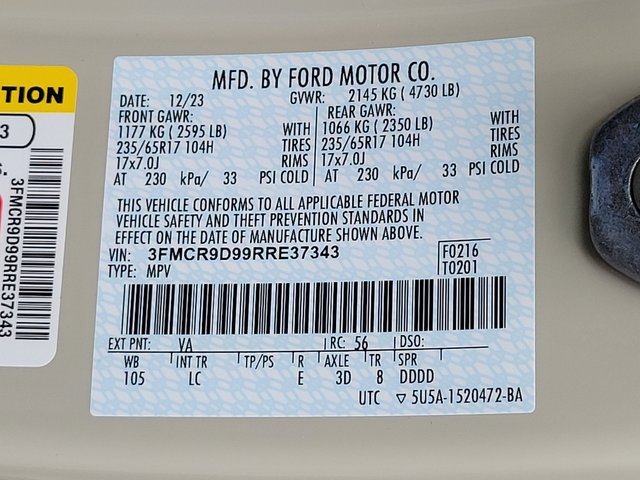 TION
3
3FMCR9D99RRE37343
MFD. BY FORD MOTOR CO.
DATE: 12/23 GVWR: 2145 KG ( 4730 LB)
FRONT GAWR: REAR GAWR:
1177 KG ( 2595 LB) WITH 1066 KG ( 2350 LB) WITH
235/65R17 104H TIRES 235/65R17 104H TIRES
17x7.0J RIMS 17x7.0J RIMS
AT 230 kPa/ 33 PSI COLD AT 230 kPa/ 33 PSI COLD
THIS VEHICLE CONFORMS TO ALL APPLICABLE FEDERAL MOTOR
VEHICLE SAFETY AND THEFT PREVENTION STANDARDS IN
EFFECT ON THE DATE OF MANUFACTURE SHOWN ABOVE.
VIN: 3FMCR9D99RRE37343 F0216
TYPE: MPV T0201
EXT PNT: VA RC: 56 DSO:
WB INT TR TP/PS R AXLE TR SPR
105 LC E 3D 8 DDDD
UTC ▽ 5U5A-1520472-BA